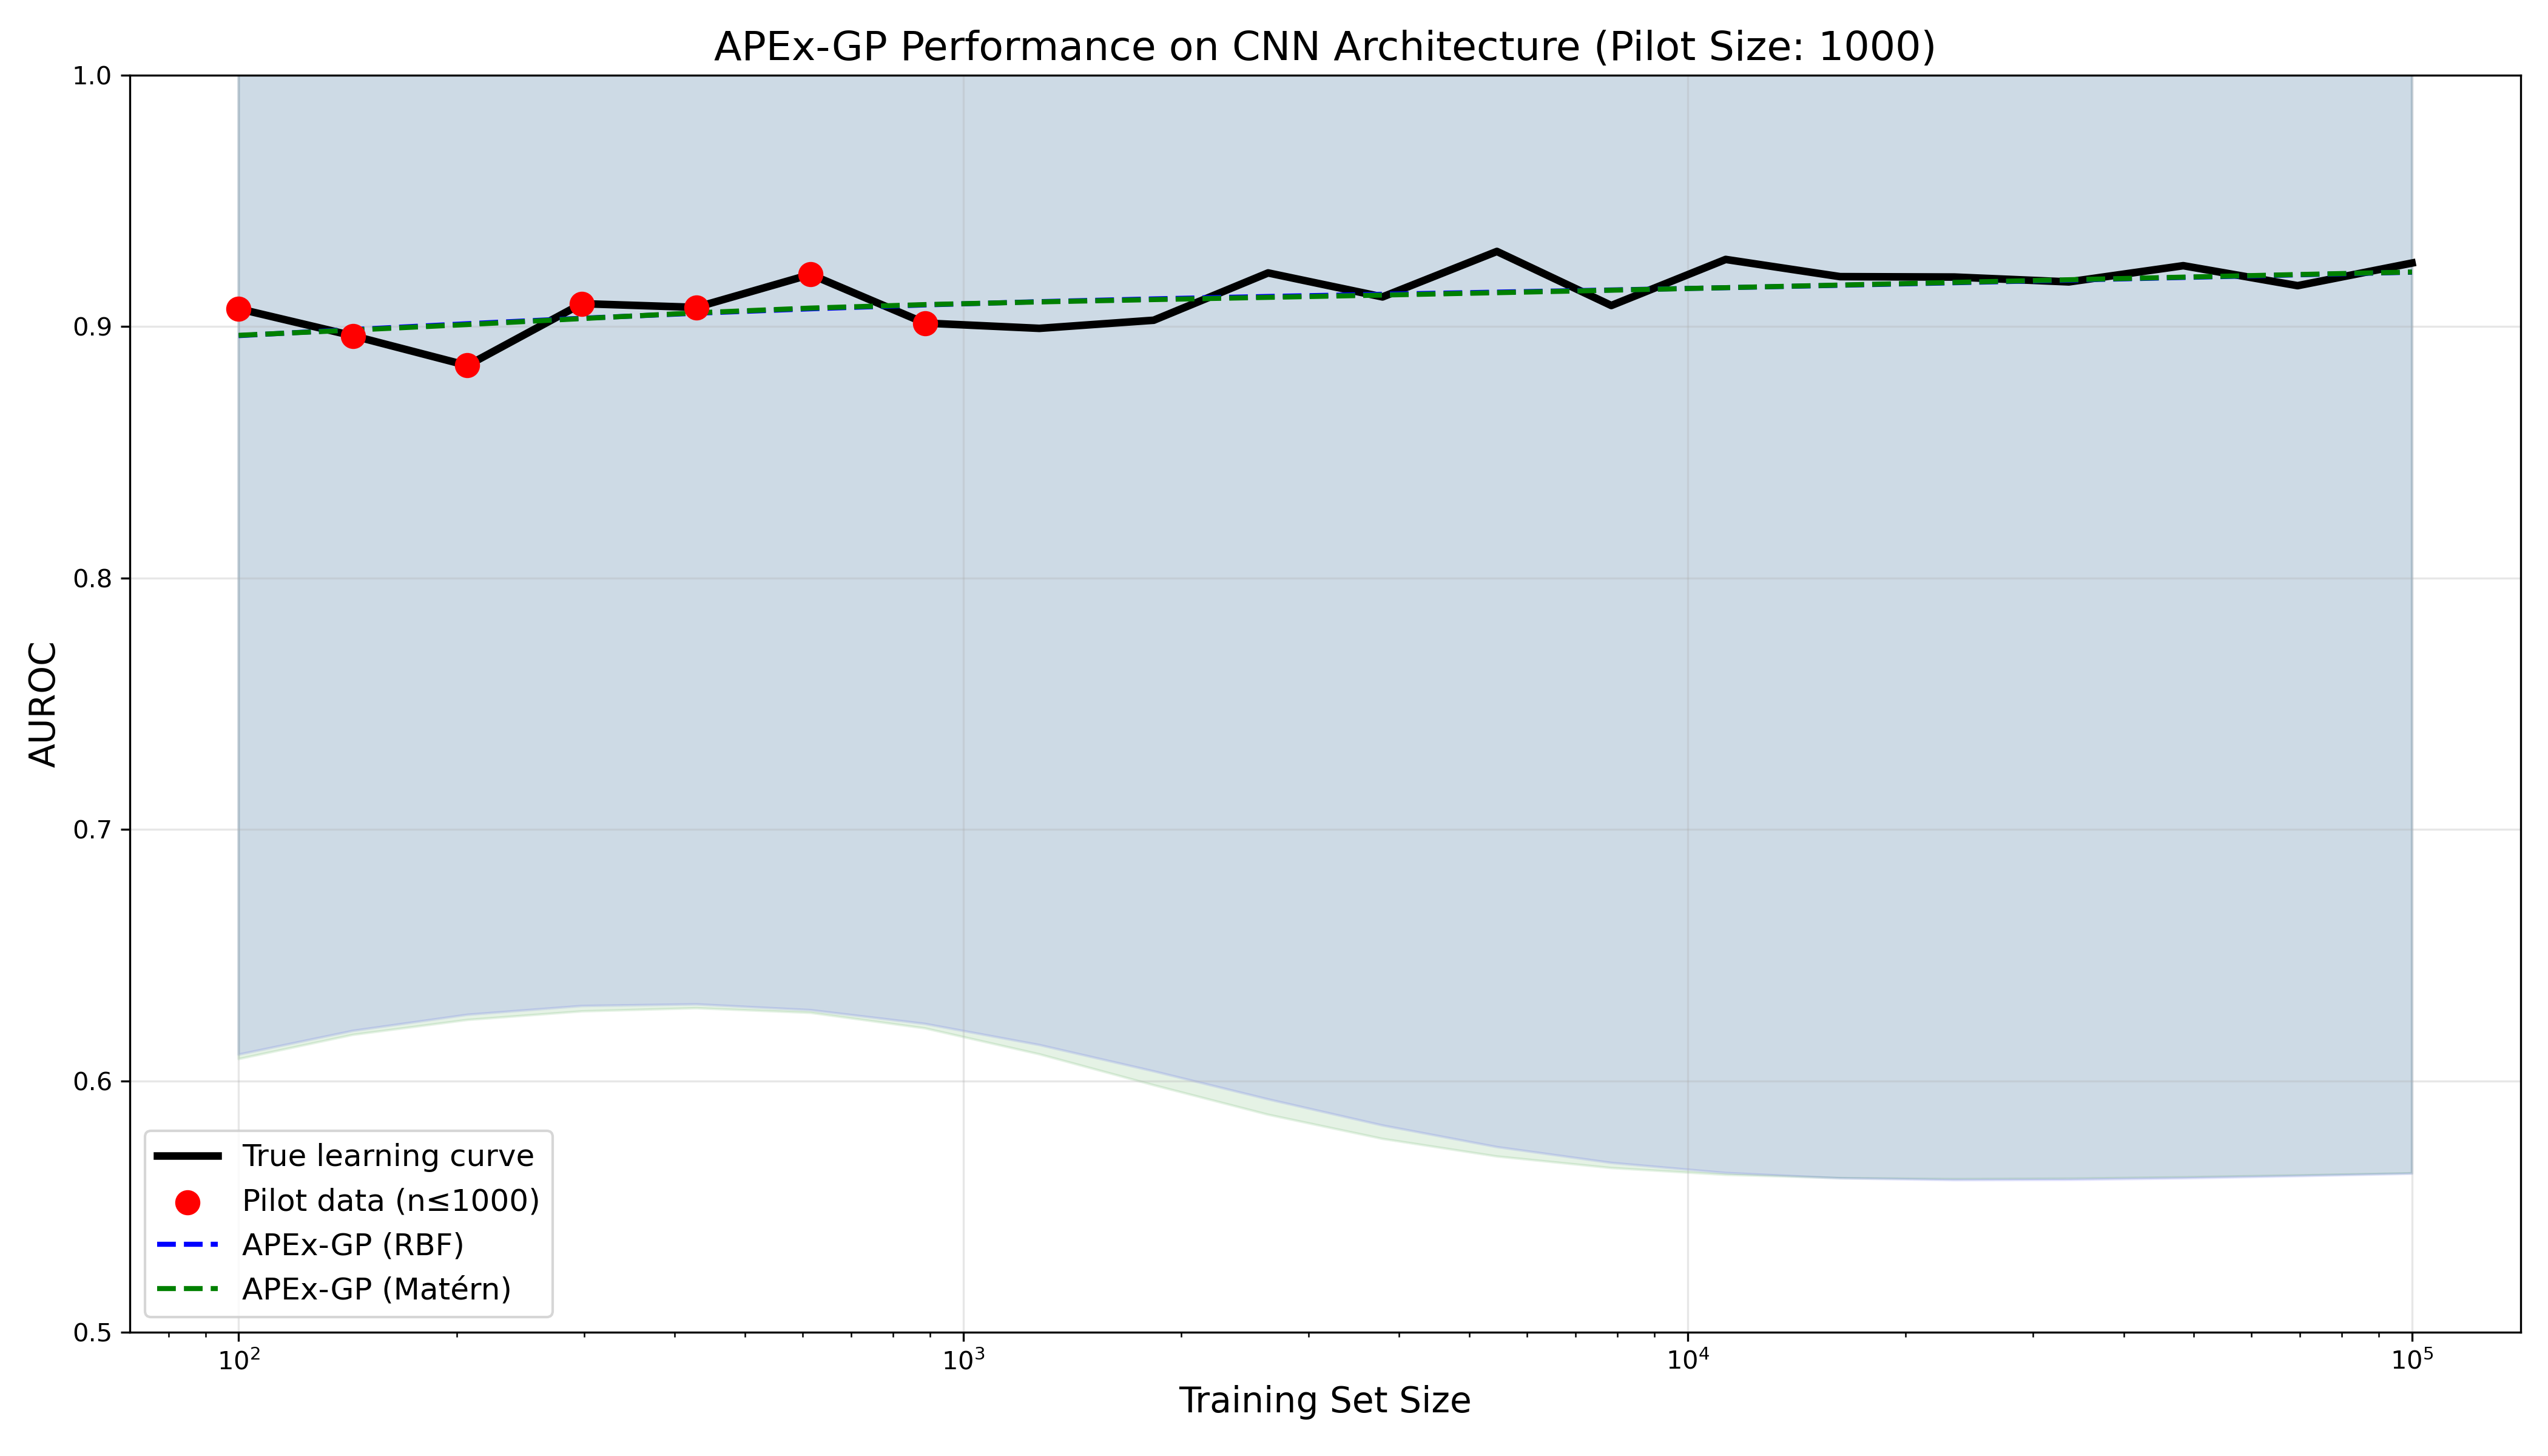 APEx-GP Performance on CNN Architecture (Pilot Size: 1000)
1.0
0.9
0.8
0.7
0.6
0.5
AUROC
True learning curve
Pilot data (n≤1000)
APEx-GP (RBF)
APEx-GP (Matérn)
10²
10³
10⁴
10⁵
Training Set Size